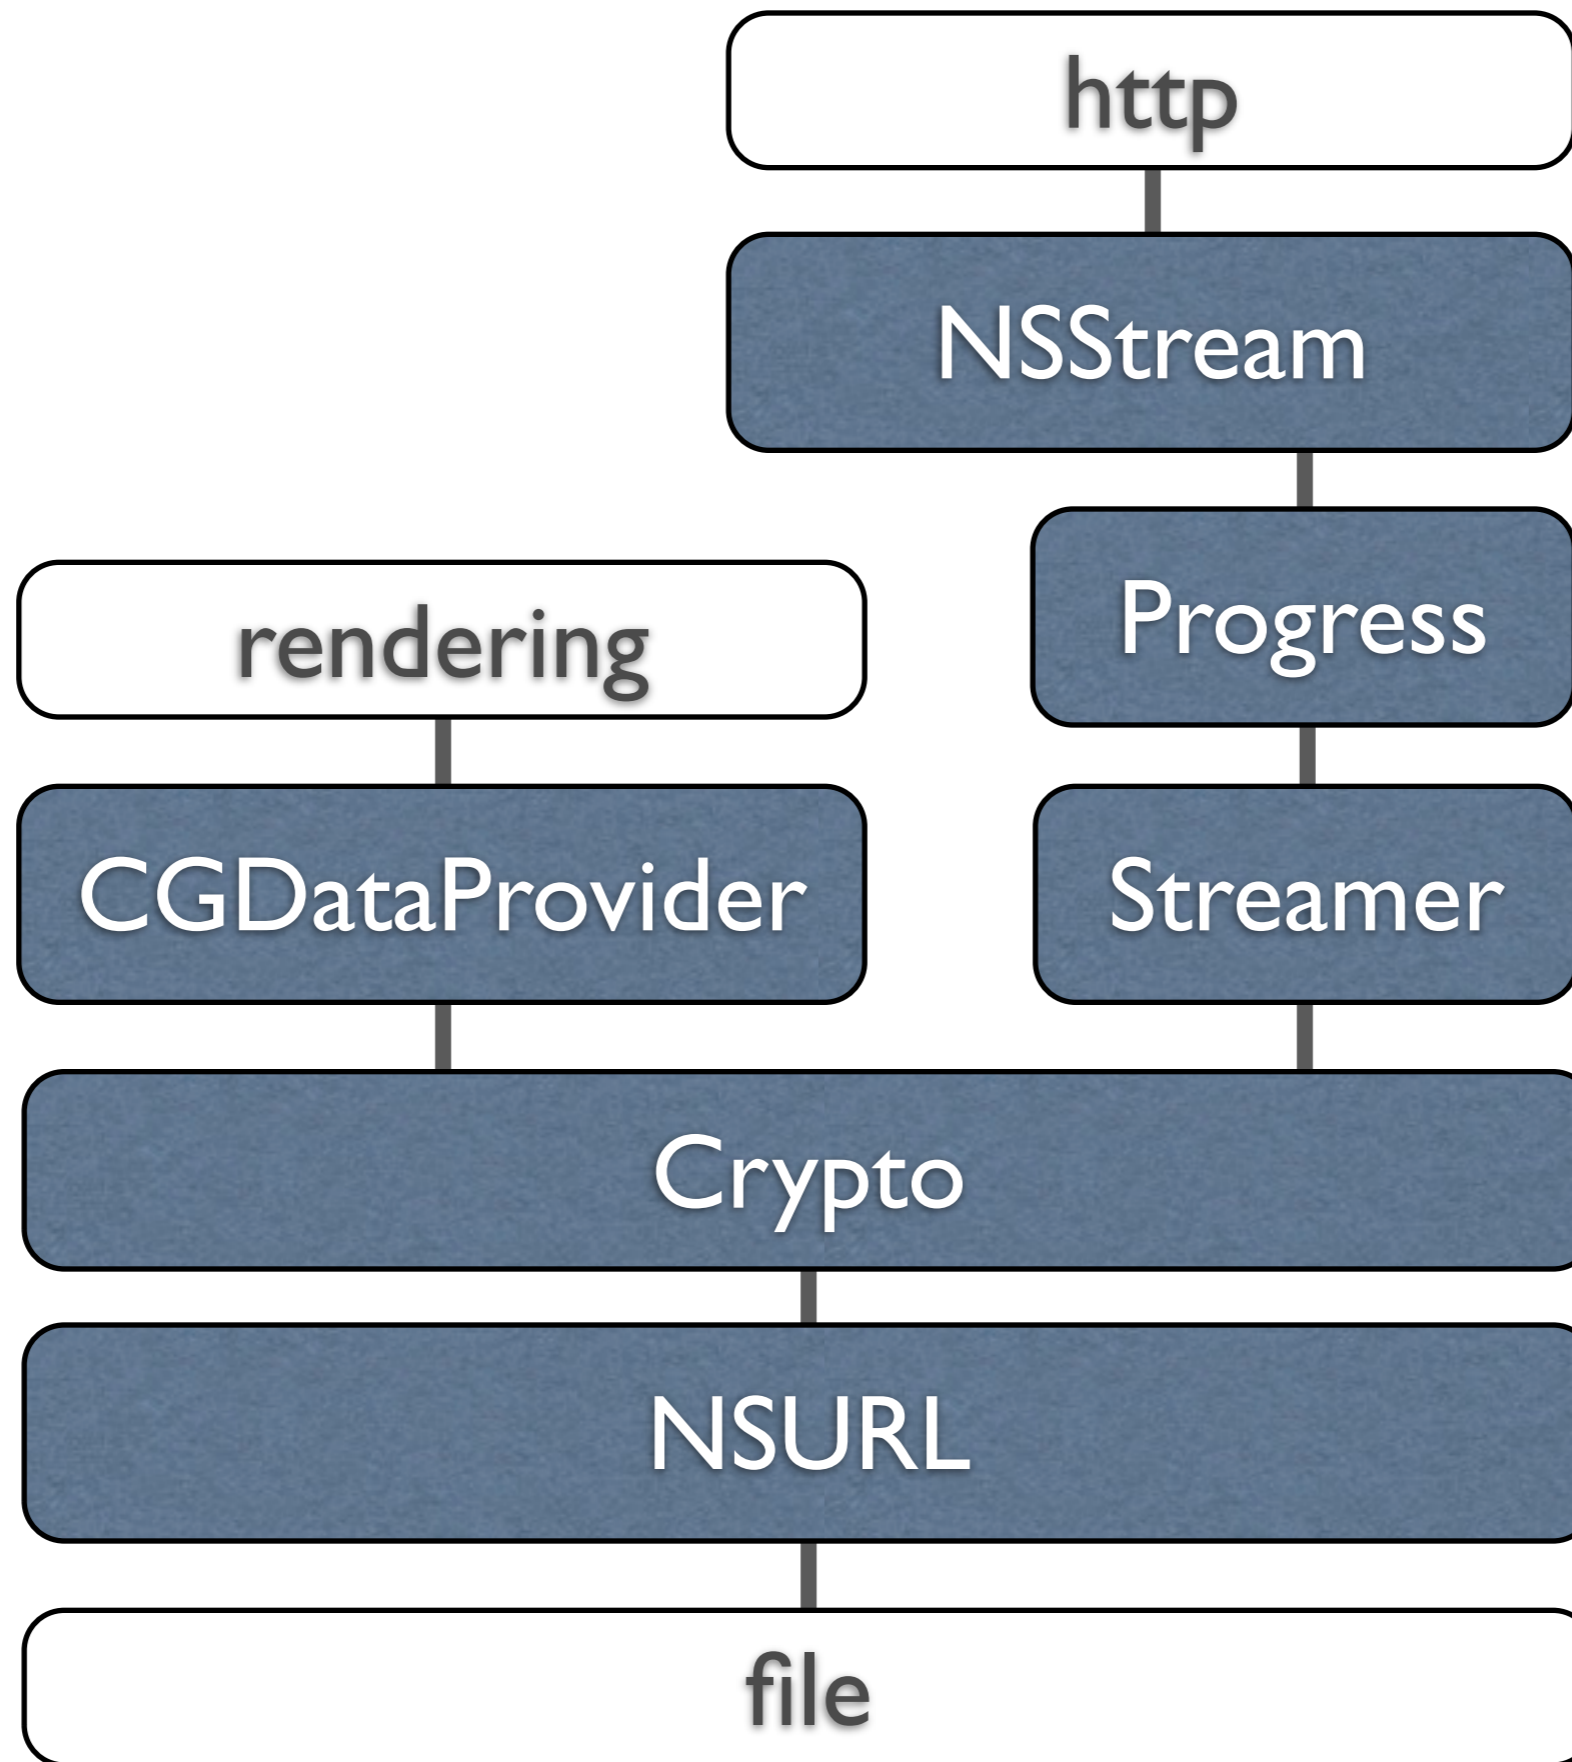 http
NSStream
Progress
rendering
CGDataProvider
Streamer
Crypto
NSURL
file